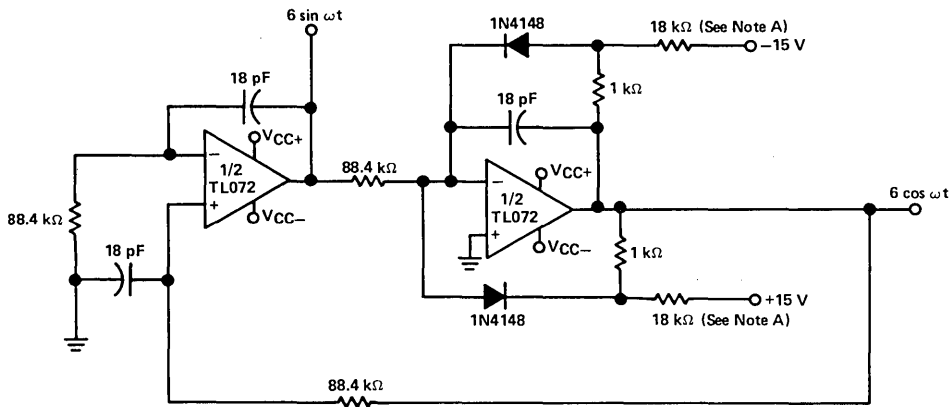 6 sin ωt
1N4148
18 kΩ (See Note A)
−15 V
18 pF
1 kΩ
18 pF
VCC+
−
1/2
TL072
+
VCC−
88.4 kΩ
88.4 kΩ
18 pF
VCC+
−
1/2
TL072
+
VCC−
6 cos ωt
1 kΩ
1N4148
+15 V
18 kΩ (See Note A)
88.4 kΩ